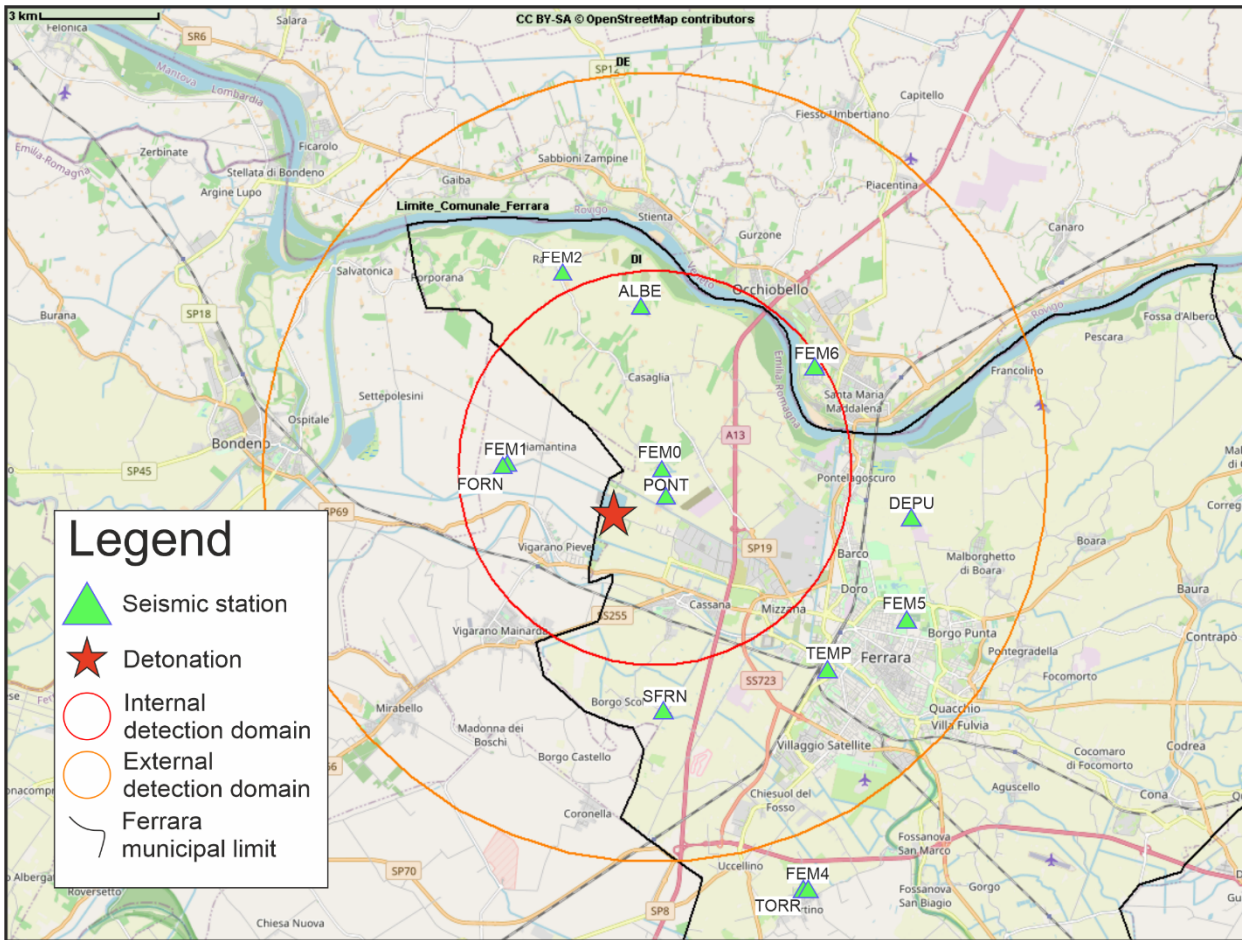 3 km
CC BY-SA © OpenStreetMap contributors
Felonica
Salara
SR6
Mantova
Lombardia
DE
SP12
Capitello
Fiesso Umbertiano
Emilia-Romagna
Zerbinate
Ficarolo
Sabbioni Zampine
Stellata di Bondeno
Gaiba
Piacentina
Argine Lupo
Limite_Comunale_Ferrara
Rovigo
Stienta
Gurzone
Canaro
Salvatonica
Porporana
FEM2
DI
ALBE
Occhiobello
Rovigo
Burana
SP18
Fossa d'Albero
Pescara
Casaglia
FEM6
Emilia Romagna
Francolino
Santa Maria
Maddalena
Settepolesini
Ospitale
Bondeno
A13
SP45
FEM1
Diamantina
FORN
FEM0
PONT
Pontelagoscuro
DEPU
SP69
Vigarano Pieve
SP19
Barco
Malborghetto
di Boara
Boara
Baura
Doro
Cassana
Mizzana
SS255
FEM5
Borgo Punta
Contrapò
Vigarano Mainarda
Ferrara
Pontegradella
TEMP
Focomorto
SS723
SFRN
Quacchio
Villa Fulvia
Mirabello
Madonna dei
Boschi
Borgo Castello
Villaggio Satellite
Codrea
Cocomaro
di Focomorto
Aguscello
Cona
Chiesuol del
Fosso
Coronella
Fossanova
San Marco
Uccellino
SP70
FEM4
TORR
Gorgo
Fossanova
San Biagio
SP8
Roversetto
Chiesa Nuova
Legend
Seismic station
Detonation
Internal
detection domain
External
detection domain
Ferrara
municipal limit